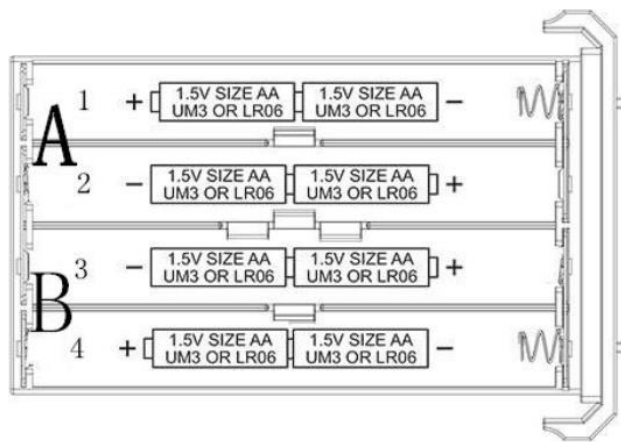 1 + 1.5V SIZE AA 1.5V SIZE AA -
UM3 OR LR06 UM3 OR LR06
A
2 - 1.5V SIZE AA 1.5V SIZE AA +
UM3 OR LR06 UM3 OR LR06
3 - 1.5V SIZE AA 1.5V SIZE AA +
UM3 OR LR06 UM3 OR LR06
B
4 + 1.5V SIZE AA 1.5V SIZE AA -
UM3 OR LR06 UM3 OR LR06